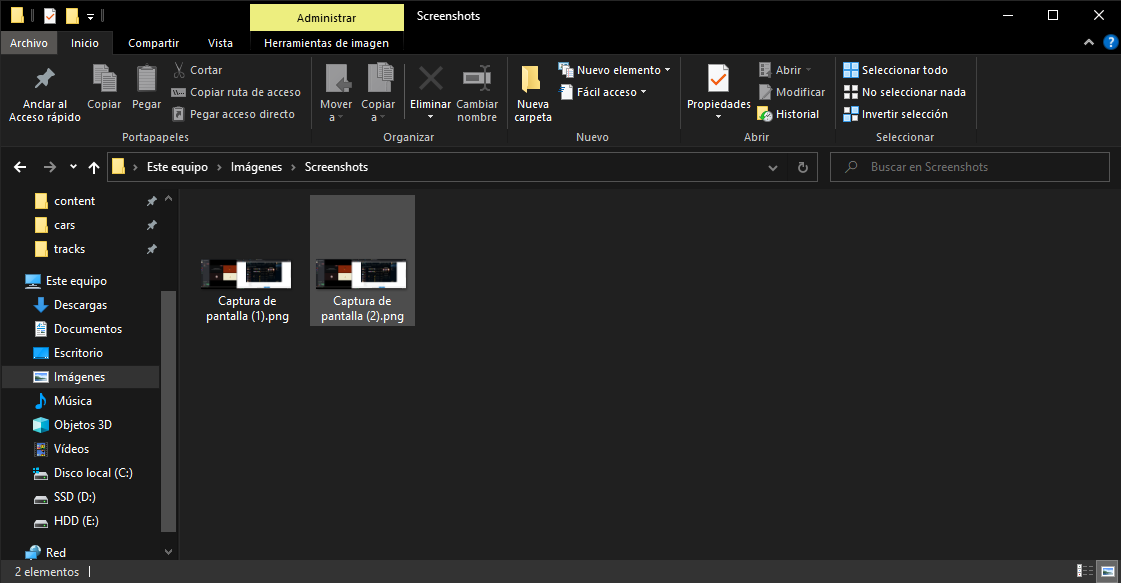 Administrar
Screenshots
Archivo
Inicio
Compartir
Vista
Herramientas de imagen
?
Anclar al
Acceso rápido
Copiar
Pegar
Cortar
Copiar ruta de acceso
Pegar acceso directo
Portapapeles
Mover
a
Copiar
a
Eliminar
Cambiar
nombre
Organizar
Nueva
carpeta
Nuevo elemento
Fácil acceso
Nuevo
Propiedades
Abrir
Modificar
Historial
Abrir
Seleccionar todo
No seleccionar nada
Invertir selección
Seleccionar
Este equipo > Imágenes > Screenshots
Buscar en Screenshots
content
cars
tracks
Este equipo
Descargas
Documentos
Escritorio
Imágenes
Música
Objetos 3D
Vídeos
Disco local (C:)
SSD (D:)
HDD (E:)
Red
Captura de
pantalla (1).png
Captura de
pantalla (2).png
2 elementos